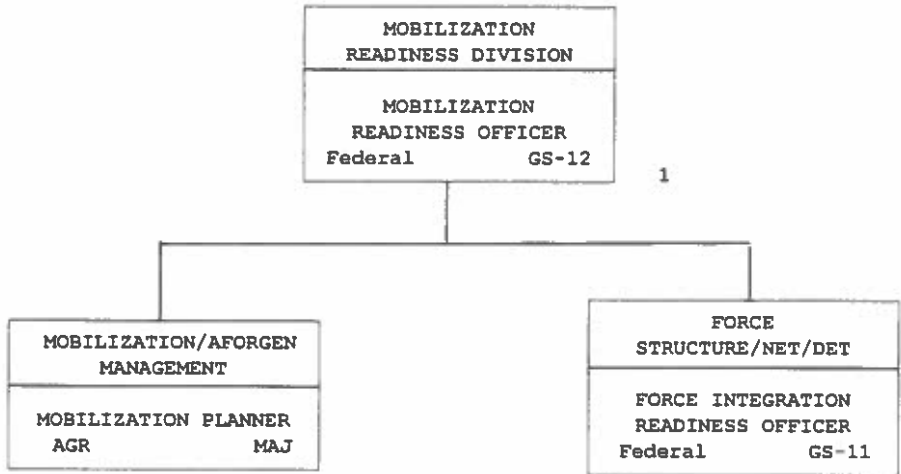 MOBILIZATION
READINESS DIVISION
MOBILIZATION
READINESS OFFICER
Federal GS-12
1
MOBILIZATION/AFORGEN
MANAGEMENT
MOBILIZATION PLANNER
AGR MAJ
FORCE
STRUCTURE/NET/DET
FORCE INTEGRATION
READINESS OFFICER
Federal GS-11